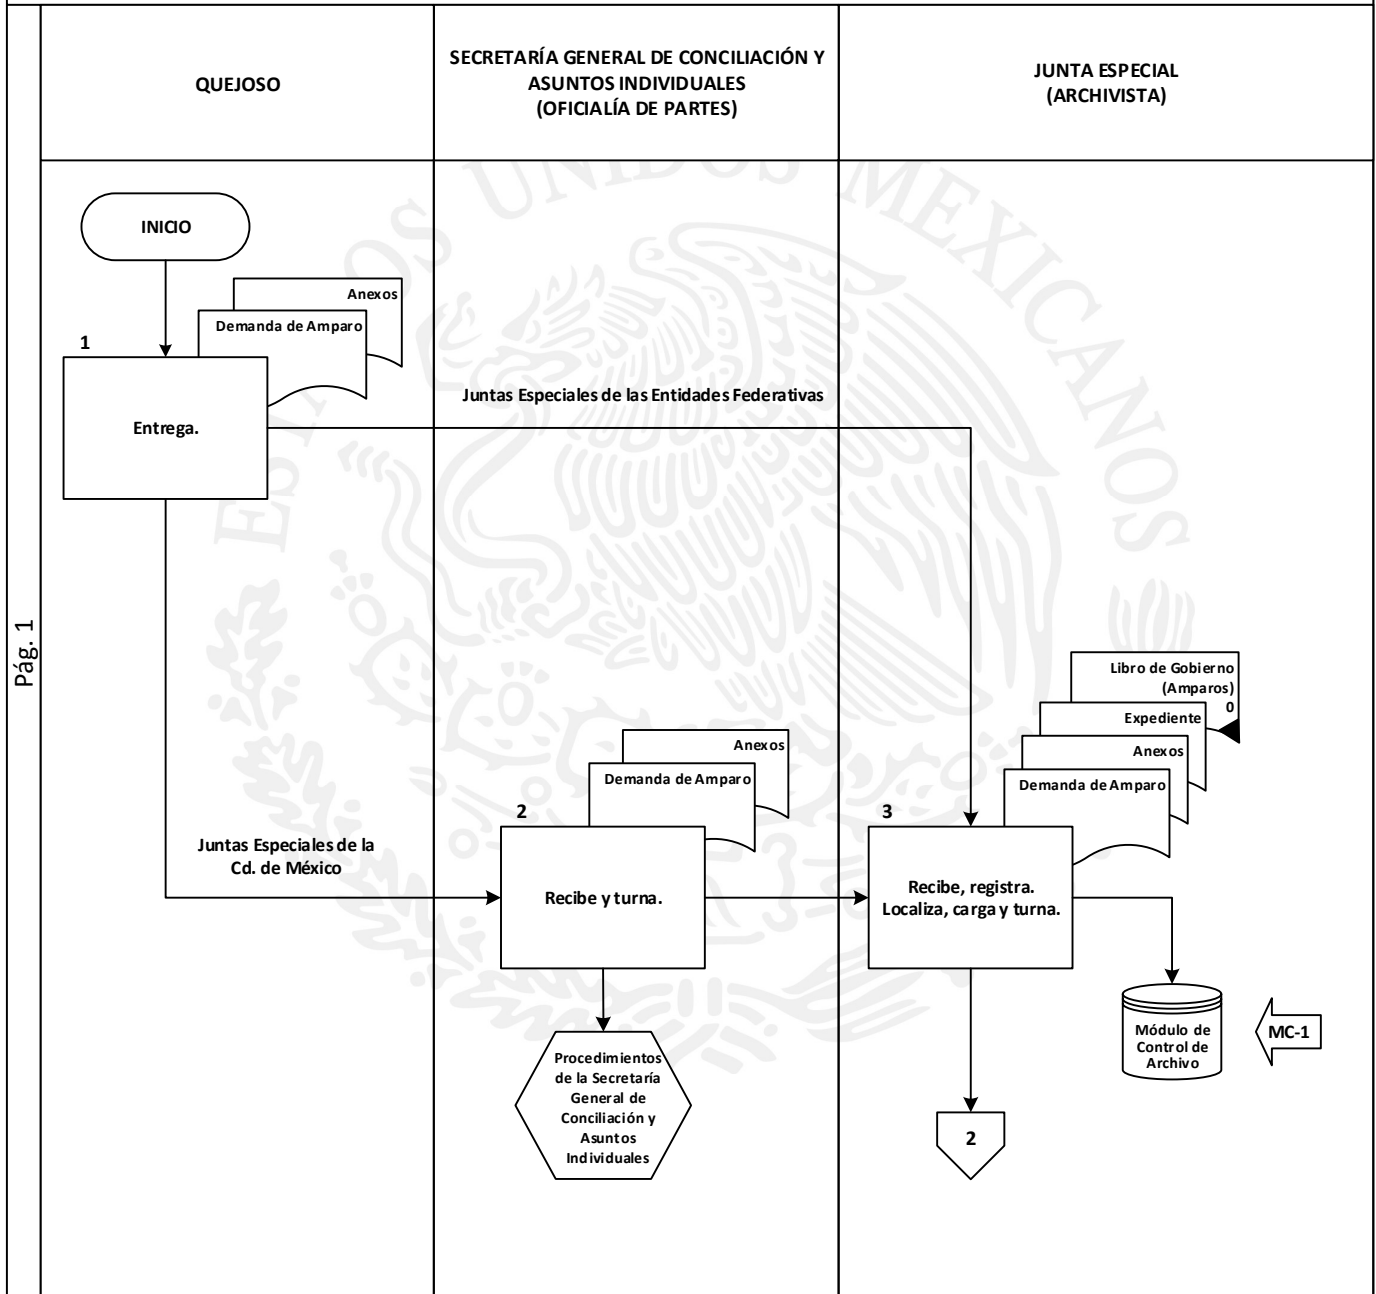 QUEJOSO
SECRETARÍA GENERAL DE CONCILIACIÓN Y
ASUNTOS INDIVIDUALES
(OFICIALÍA DE PARTES)
JUNTA ESPECIAL
(ARCHIVISTA)
Pág. 1
ESTADOS UNIDOS MEXICANOS
INICIO
Anexos
Demanda de Amparo
1
Entrega.
Juntas Especiales de las Entidades Federativas
Juntas Especiales de la
Cd. de México
Anexos
Demanda de Amparo
2
Recibe y turna.
Procedimientos
de la Secretaría
General de
Conciliación y
Asuntos
Individuales
Libro de Gobierno
(Amparos)
0
Expediente
Anexos
Demanda de Amparo
3
Recibe, registra.
Localiza, carga y turna.
Módulo de
Control de
Archivo
MC-1
2